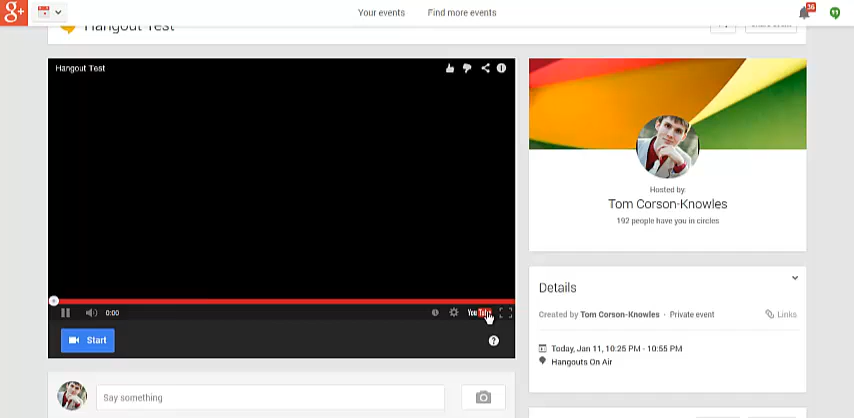 g+
Your events
Find more events
36
Hangout Test
Hangout Test
0:00
YouTube
Start
?
Say something
Hosted by
Tom Corson-Knowles
192 people have you in circles
Details
Created by Tom Corson-Knowles · Private event
Links
Today, Jan 11, 10:25 PM - 10:55 PM
Hangouts On Air